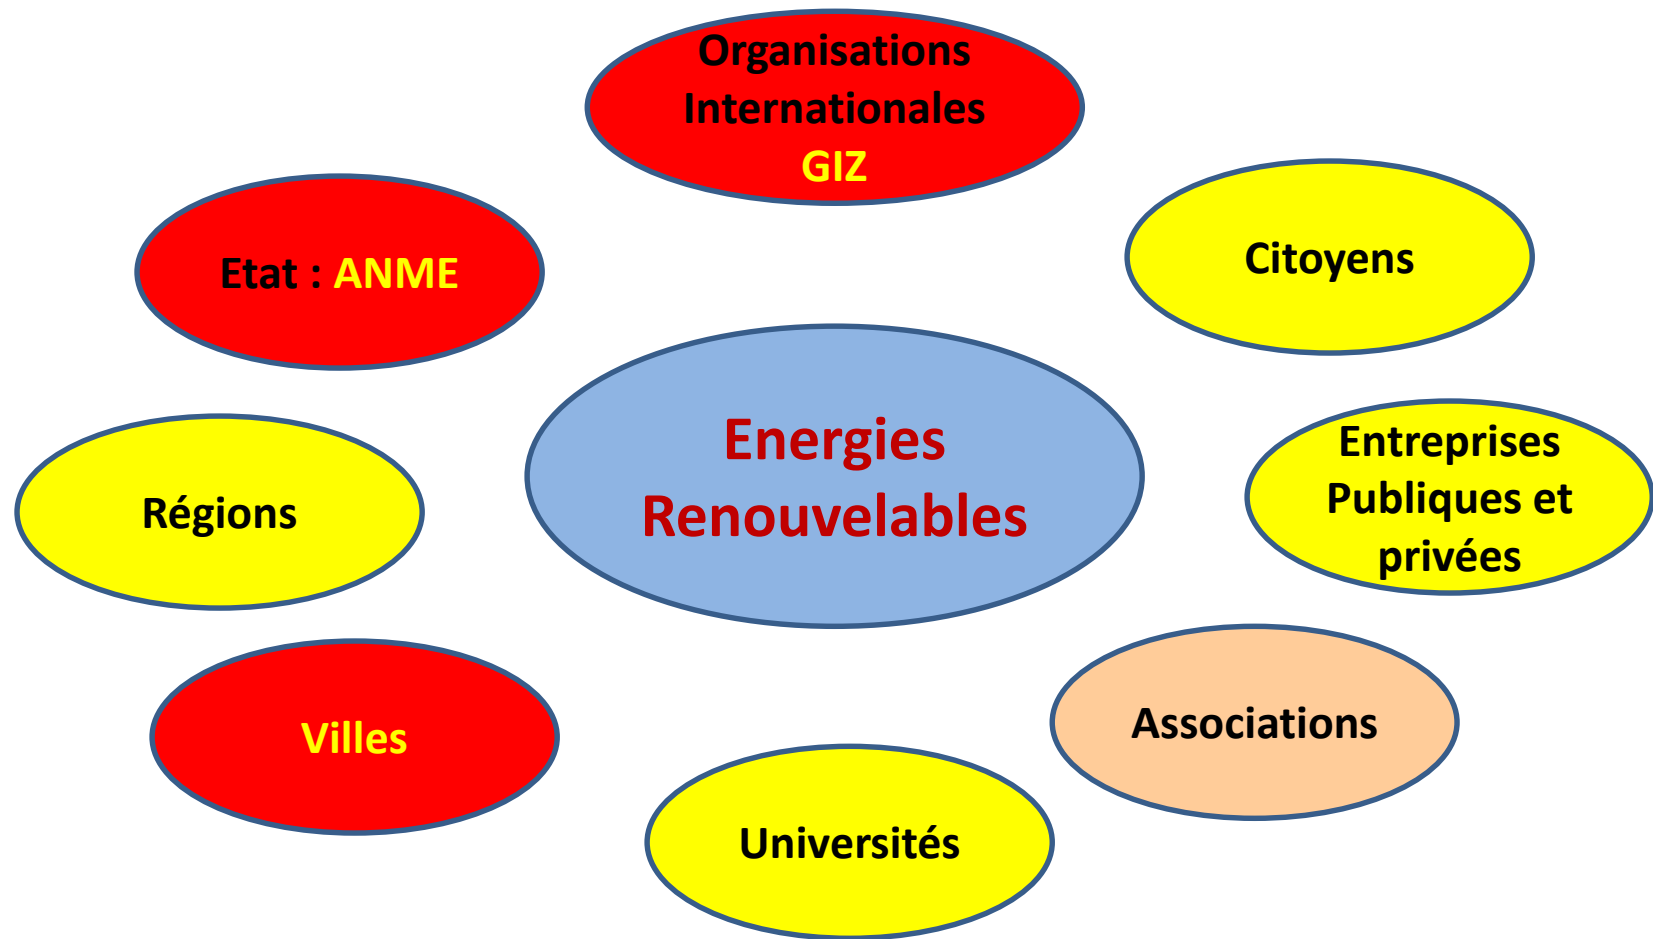 Organisations
Internationales
GIZ
Etat : ANME
Citoyens
Energies
Renouvelables
Régions
Entreprises
Publiques et
privées
Villes
Associations
Universités